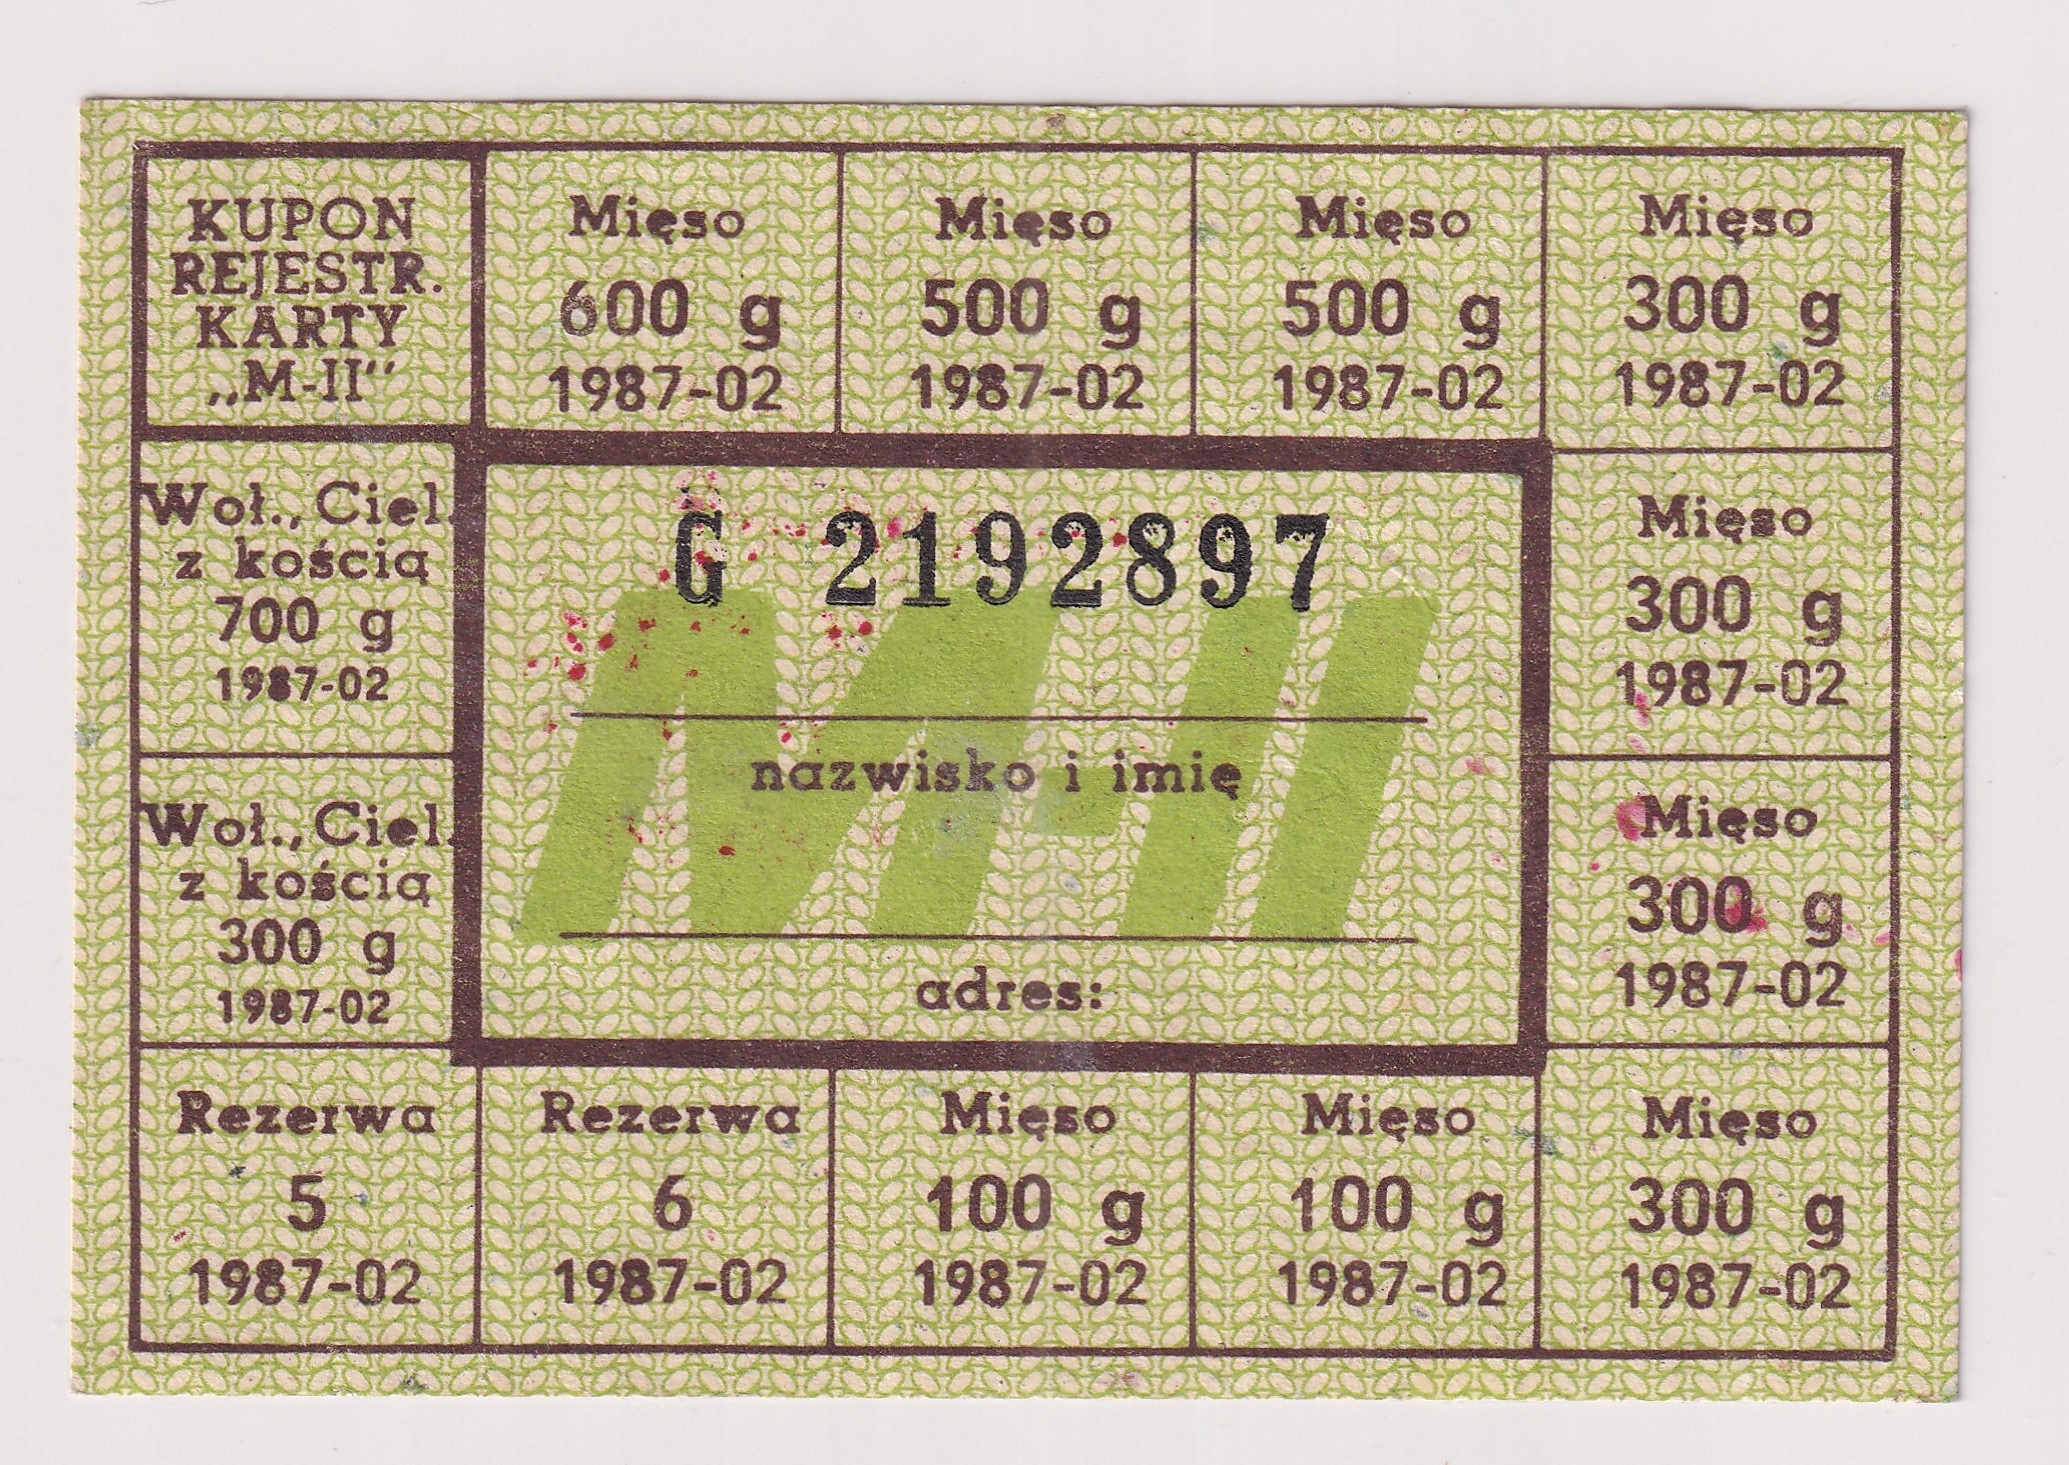 KUPON
REJESTR.
KARTY
„M-II”
Mięso
600 g
1987-02
Mięso
500 g
1987-02
Mięso
500 g
1987-02
Mięso
300 g
1987-02
Woł., Ciel.
z kością
700 g
1987-02
G 2192897
M-II
nazwisko i imię
adres:
Mięso
300 g
1987-02
Woł., Ciel.
z kością
300 g
1987-02
Mięso
300 g
1987-02
Rezerwa
5
1987-02
Rezerwa
6
1987-02
Mięso
100 g
1987-02
Mięso
100 g
1987-02
Mięso
300 g
1987-02